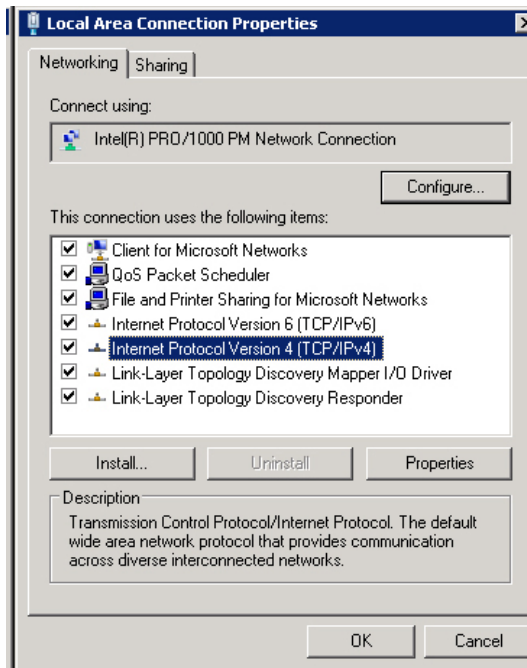 Local Area Connection Properties
Networking
Sharing
Connect using:
Intel(R) PRO/1000 PM Network Connection
Configure...
This connection uses the following items:
Client for Microsoft Networks
QoS Packet Scheduler
File and Printer Sharing for Microsoft Networks
Internet Protocol Version 6 (TCP/IPv6)
Internet Protocol Version 4 (TCP/IPv4)
Link-Layer Topology Discovery Mapper I/O Driver
Link-Layer Topology Discovery Responder
Install...
Uninstall
Properties
Description
Transmission Control Protocol/Internet Protocol. The default
wide area network protocol that provides communication
across diverse interconnected networks.
OK
Cancel